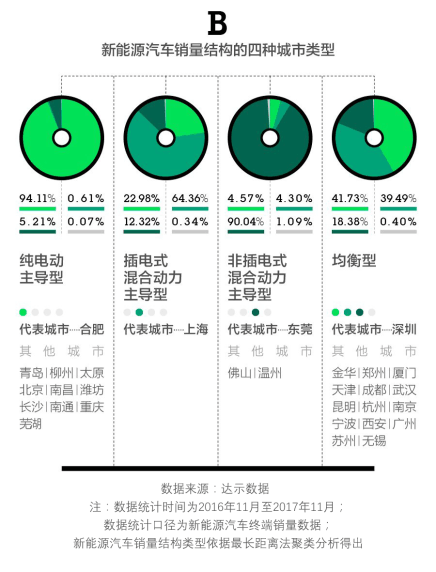 B
新能源汽车销量结构的四种城市类型
94.11% 0.61%
5.21% 0.07%
纯电动
主导型
代表城市····合肥
其他城市
青岛|柳州|太原
北京|南昌|潍坊
长沙|南通|重庆
芜湖
22.98% 64.36%
12.32% 0.34%
插电式
混合动力
主导型
代表城市····上海
4.57% 4.30%
90.04% 1.09%
非插电式
混合动力
主导型
代表城市····东莞
其他城市
佛山|温州
41.73% 39.49%
18.38% 0.40%
均衡型
代表城市····深圳
其他城市
金华|郑州|厦门
天津|成都|武汉
昆明|杭州|南京
宁波|西安|广州
苏州|无锡
数据来源：达示数据
注：数据统计时间为2016年11月至2017年11月；
数据统计口径为新能源汽车终端销量数据；
新能源汽车销量结构类型依据最长距离法聚类分析得出